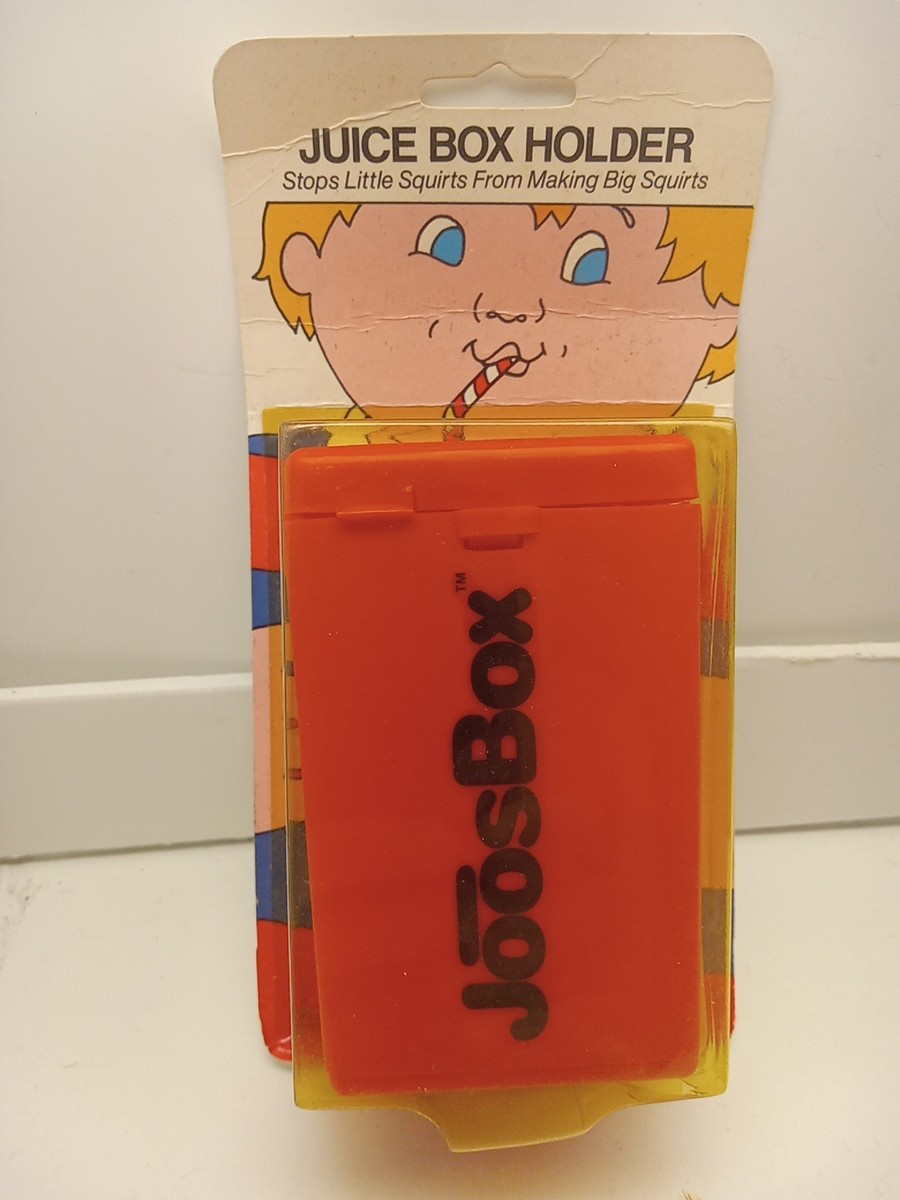 JUICE BOX HOLDER
Stops Little Squirts From Making Big Squirts
JōōsBox™